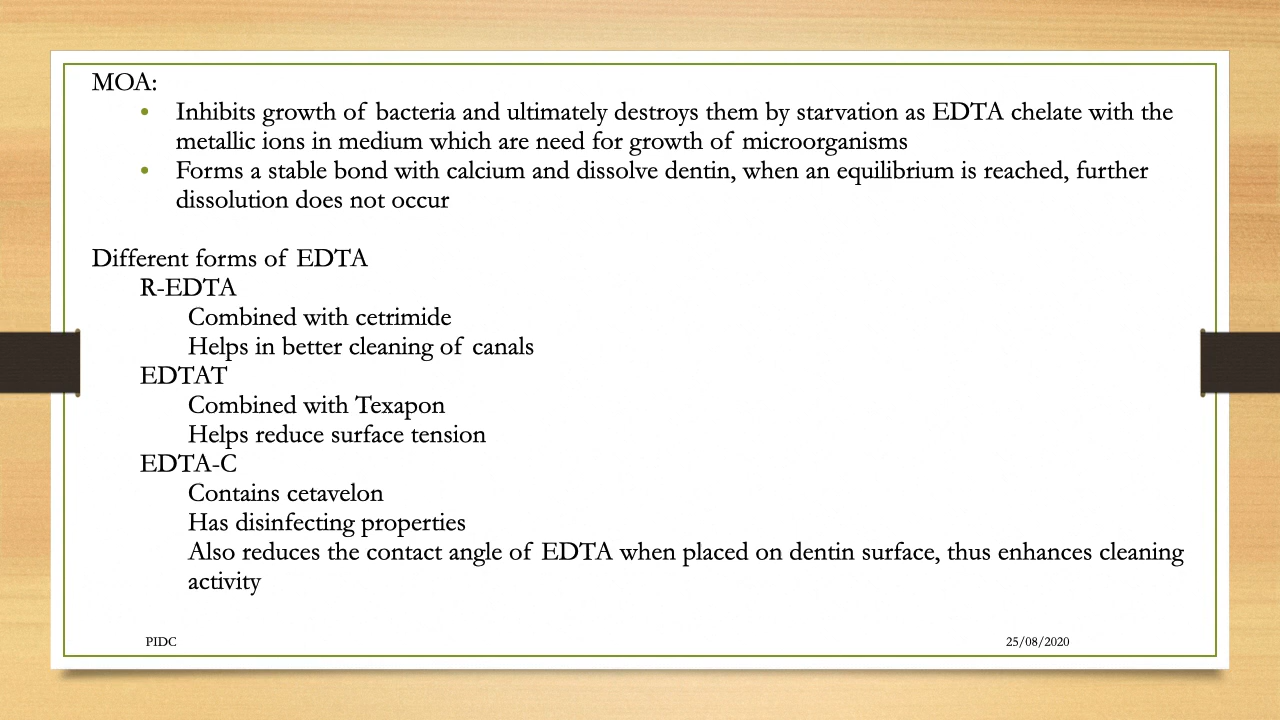 MOA:
• Inhibits growth of bacteria and ultimately destroys them by starvation as EDTA chelate with the
metallic ions in medium which are need for growth of microorganisms
• Forms a stable bond with calcium and dissolve dentin, when an equilibrium is reached, further
dissolution does not occur
Different forms of EDTA
R-EDTA
Combined with cetrimide
Helps in better cleaning of canals
EDTAT
Combined with Texapon
Helps reduce surface tension
EDTA-C
Contains cetavelon
Has disinfecting properties
Also reduces the contact angle of EDTA when placed on dentin surface, thus enhances cleaning
activity
PIDC 25/08/2020